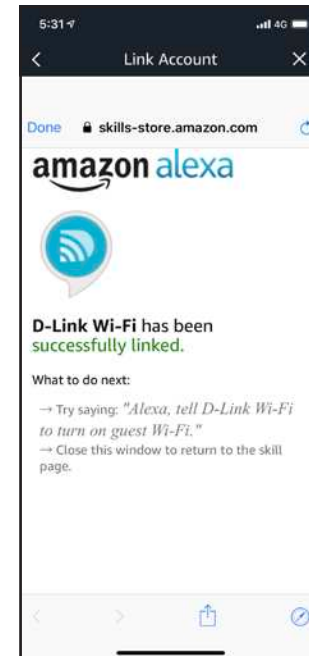 5:31 4G
Link Account
Done skills-store.amazon.com
amazon alexa
D-Link Wi-Fi has been
successfully linked.
What to do next:
→ Try saying: "Alexa, tell D-Link Wi-Fi
to turn on guest Wi-Fi."
→ Close this window to return to the skill
page.